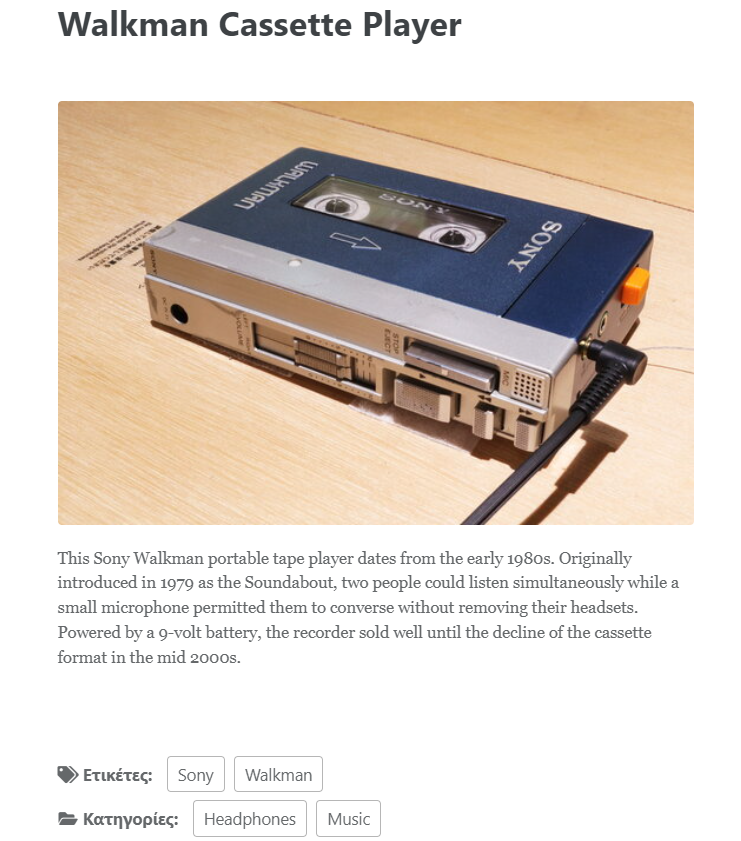 Walkman Cassette Player
WALKMAN
SONY
SONY
SONY
VOLUME
STOP
EJECT
MIC
This Sony Walkman portable tape player dates from the early 1980s. Originally
introduced in 1979 as the Soundabout, two people could listen simultaneously while a
small microphone permitted them to converse without removing their headsets.
Powered by a 9-volt battery, the recorder sold well until the decline of the cassette
format in the mid 2000s.
Ετικέτες: Sony Walkman
Κατηγορίες: Headphones Music